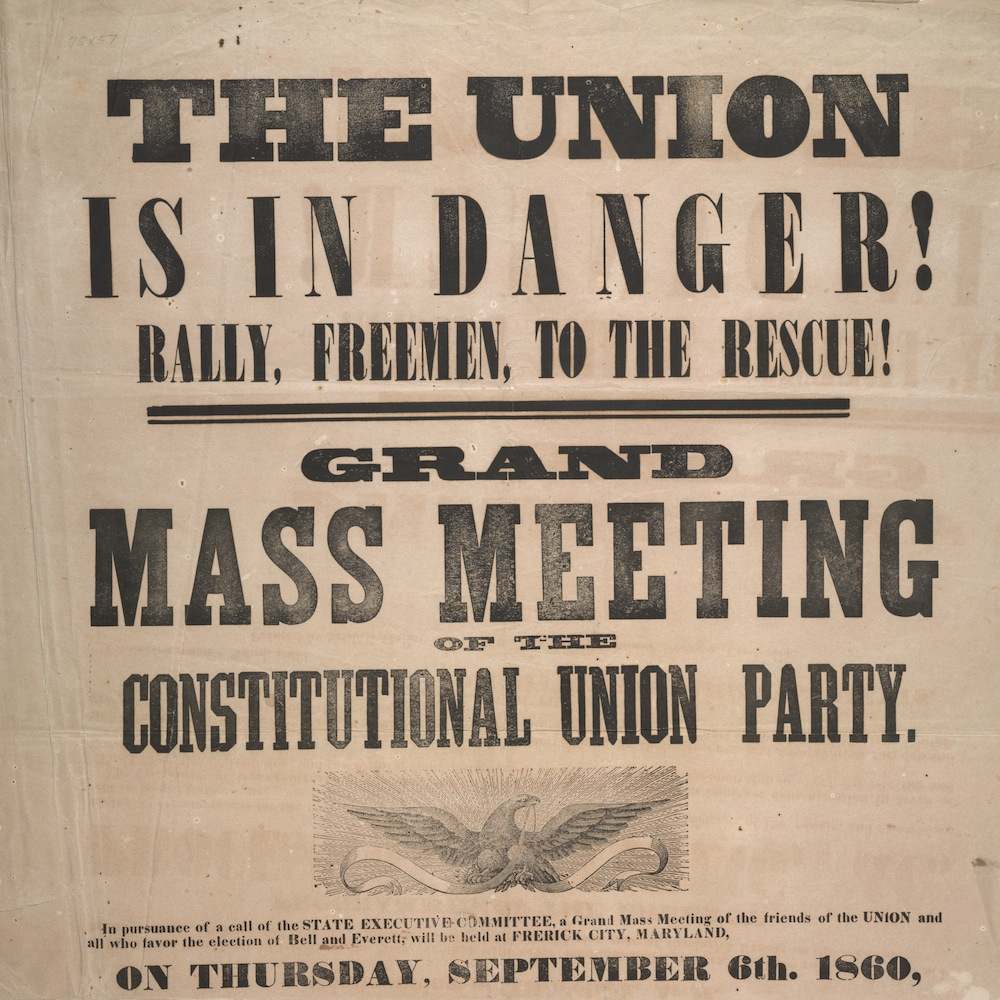 75x57
THE UNION
IS IN DANGER!
RALLY, FREEMEN, TO THE RESCUE!
GRAND
MASS MEETING
OF THE
CONSTITUTIONAL UNION PARTY.
In pursuance of a call of the STATE EXECUTIVE COMMITTEE, a Grand Mass Meeting of the friends of the UNION and
all who favor the election of Bell and Everett, will be held at FRERICK CITY, MARYLAND,
ON THURSDAY, SEPTEMBER 6th. 1860,